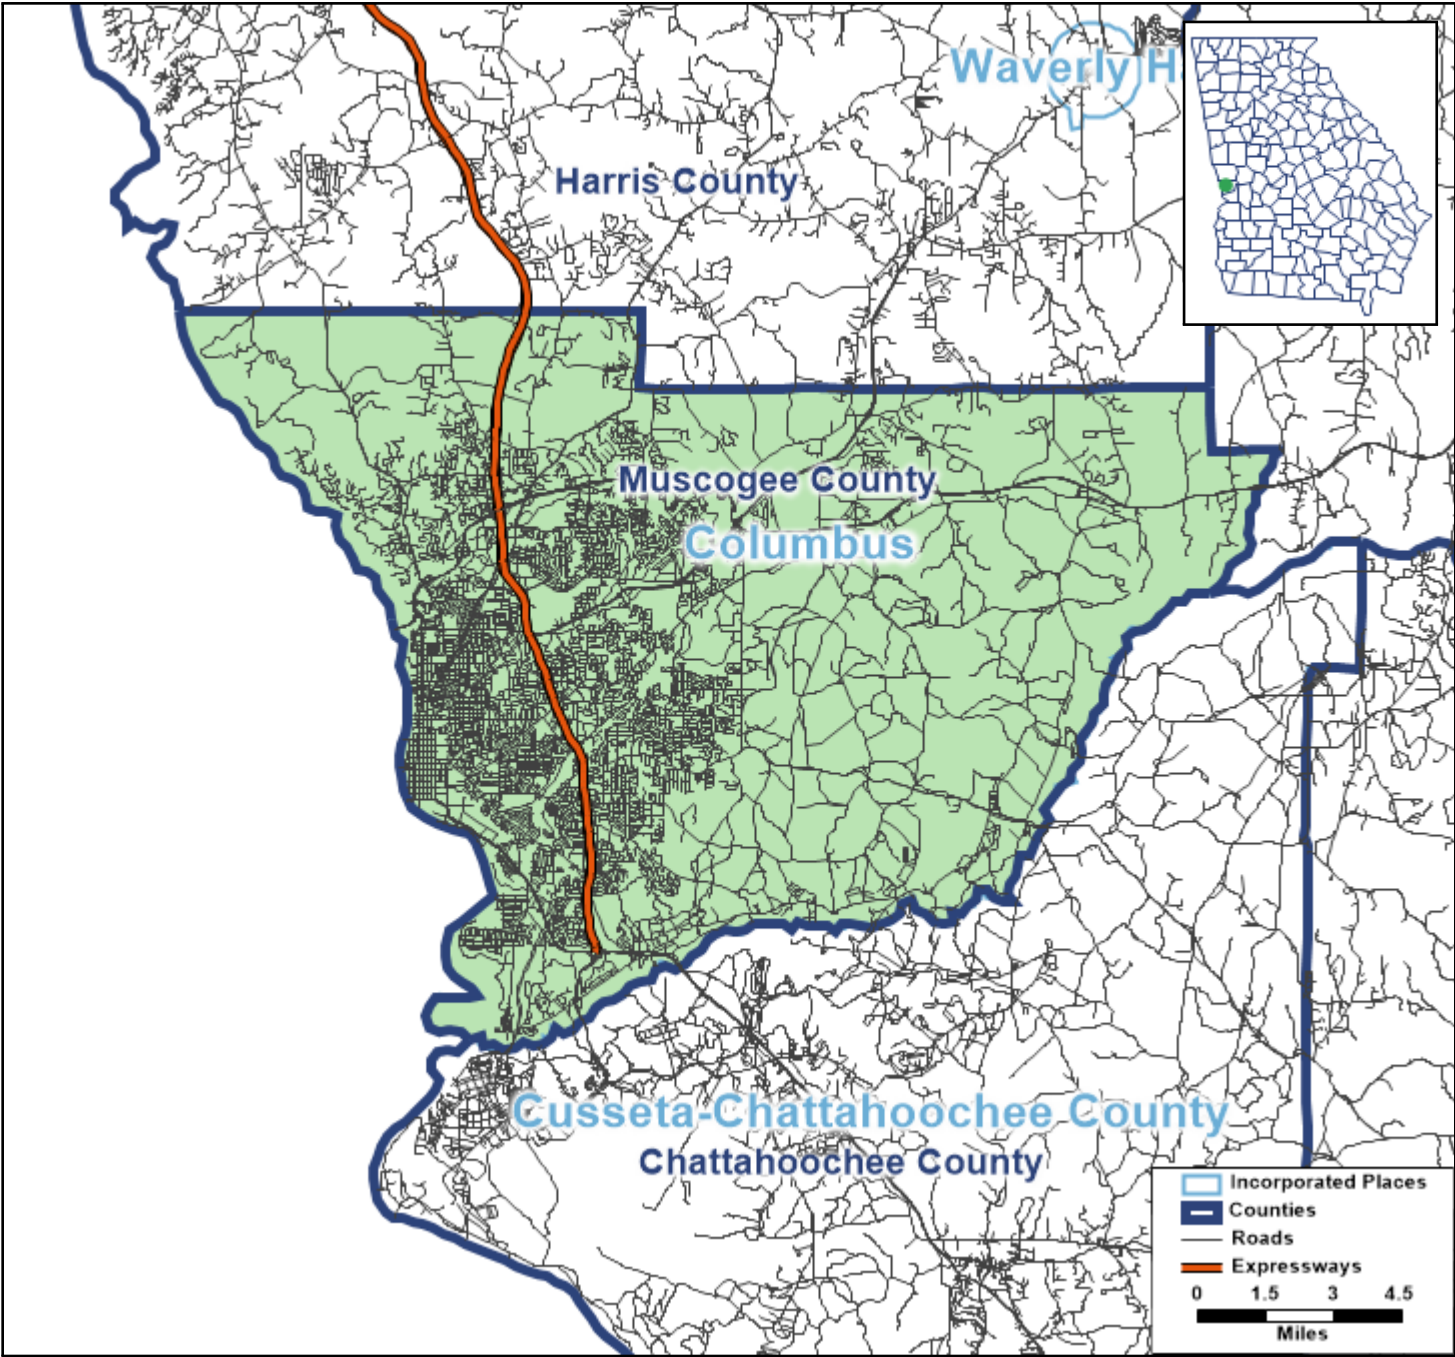 Waverly H
Harris County
Muscogee County
Columbus
Cusseta-Chattahoochee County
Chattahoochee County
Incorporated Places
Counties
Roads
Expressways
0 1.5 3 4.5
Miles